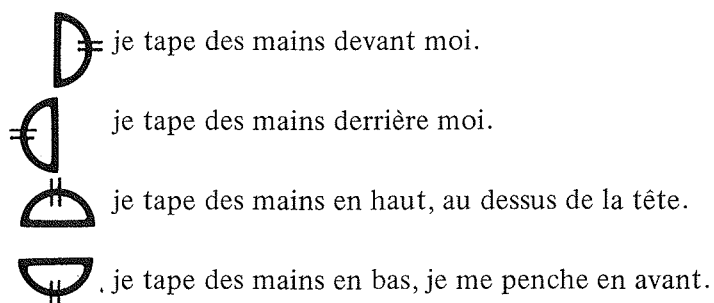 je tape des mains devant moi.
je tape des mains derrière moi.
je tape des mains en haut, au dessus de la tête.
je tape des mains en bas, je me penche en avant.